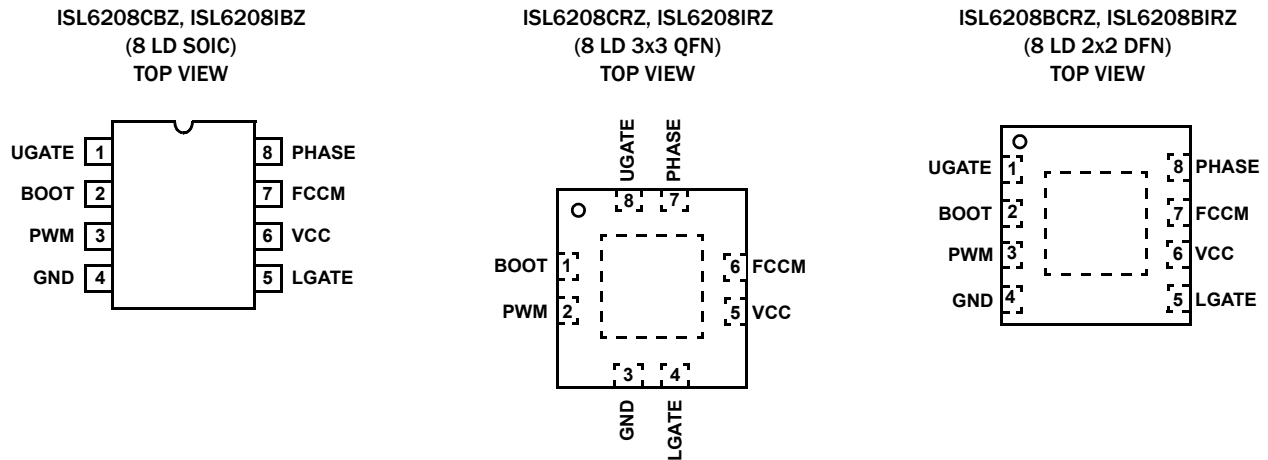 ISL6208CBZ, ISL6208IBZ
(8 LD SOIC)
TOP VIEW
UGATE 1
8 PHASE
BOOT 2
7 FCCM
PWM 3
6 VCC
GND 4
5 LGATE
ISL6208CRZ, ISL6208IRZ
(8 LD 3x3 QFN)
TOP VIEW
UGATE
PHASE
8
7
BOOT 1
6 FCCM
PWM 2
5 VCC
3
4
GND
LGATE
ISL6208BCRZ, ISL6208BIRZ
(8 LD 2x2 DFN)
TOP VIEW
UGATE 1
8 PHASE
BOOT 2
7 FCCM
PWM 3
6 VCC
GND 4
5 LGATE